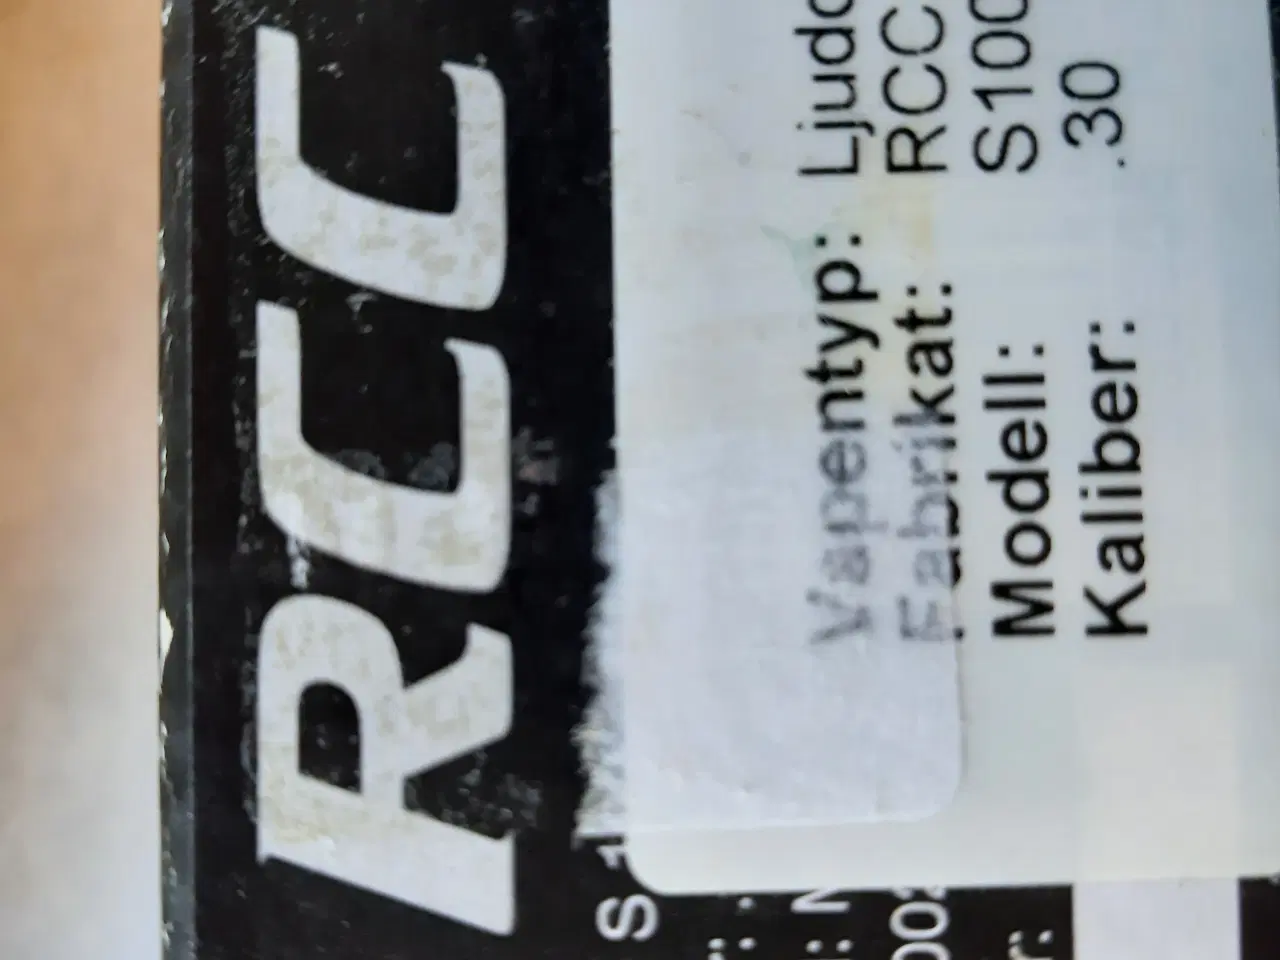 RCC
Vapentyp: Ljud
Fabrikat: RCC
Modell: S100
Kaliber: .30